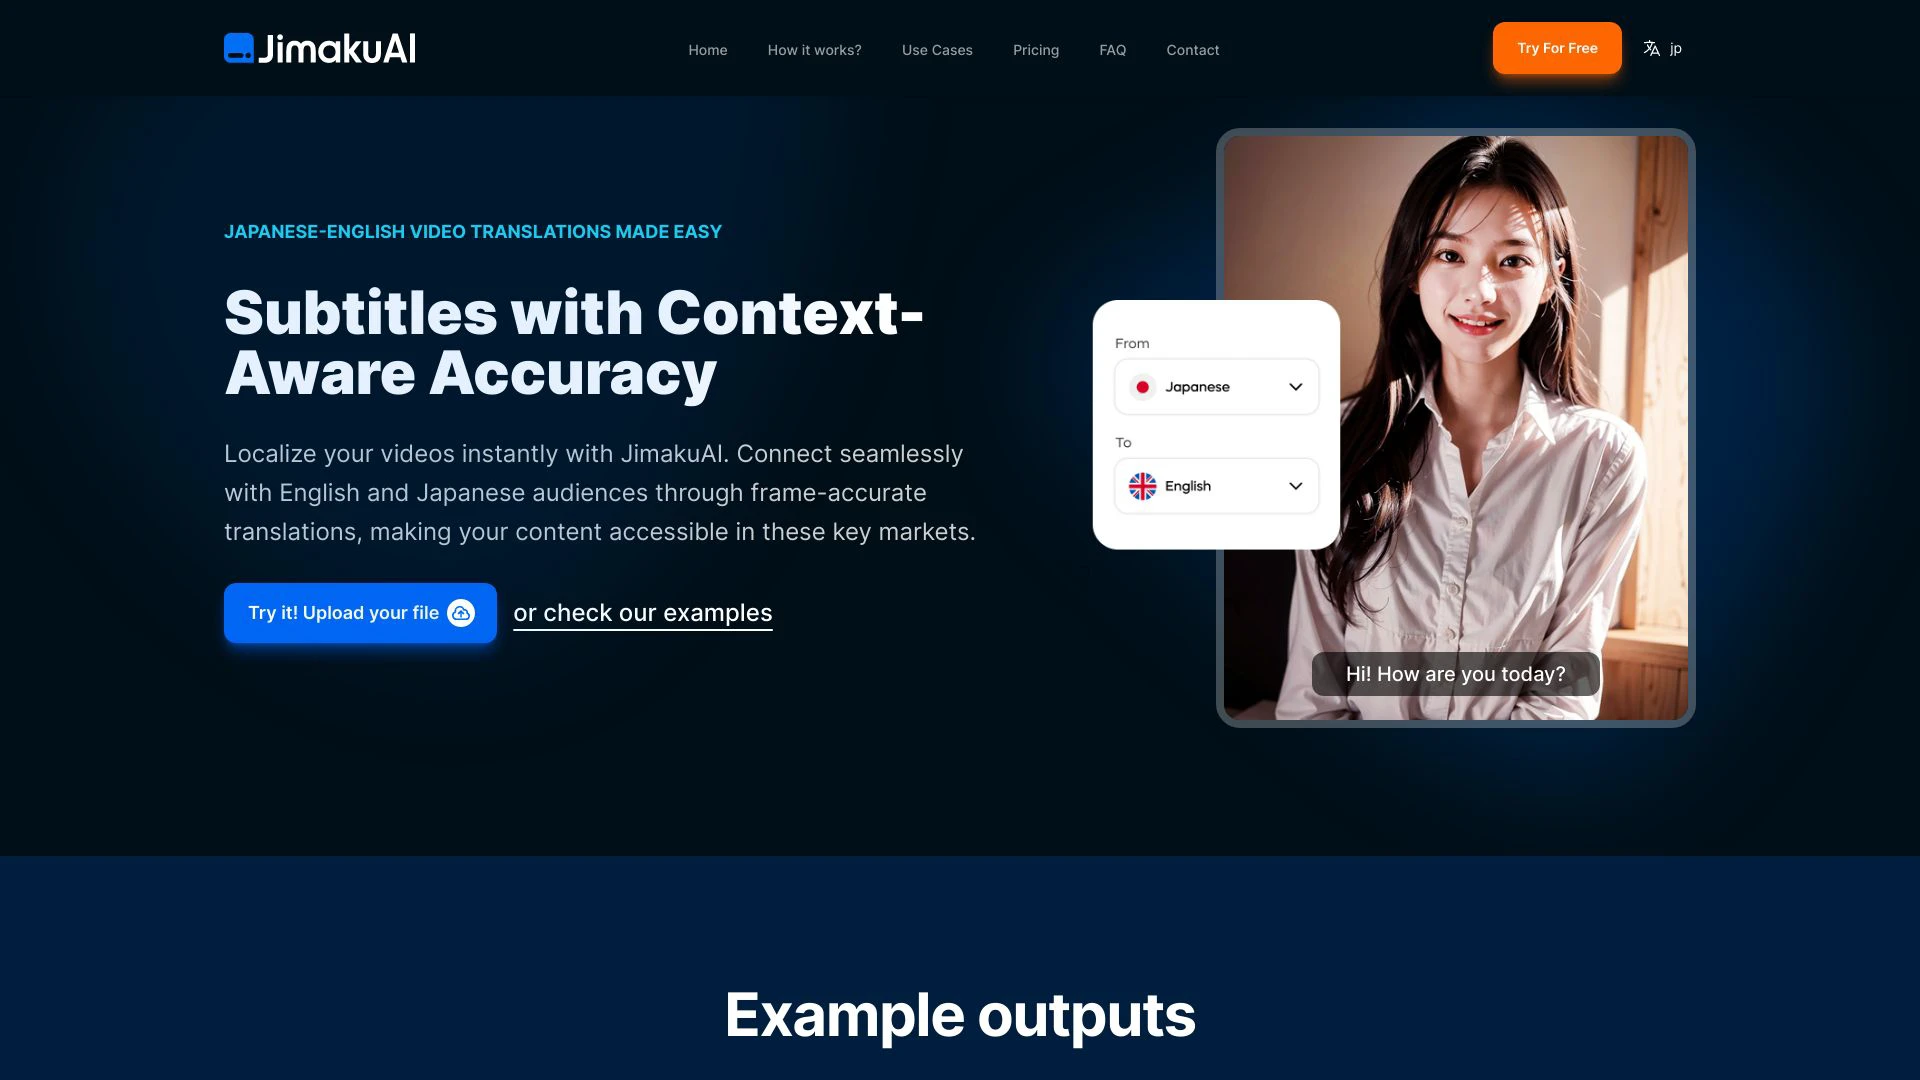 JimakuAI
Home
How it works?
Use Cases
Pricing
FAQ
Contact
Try For Free
jp
JAPANESE-ENGLISH VIDEO TRANSLATIONS MADE EASY
Subtitles with Context-
Aware Accuracy
Localize your videos instantly with JimakuAI. Connect seamlessly
with English and Japanese audiences through frame-accurate
translations, making your content accessible in these key markets.
Try it! Upload your file
or check our examples
From
Japanese
To
English
Hi! How are you today?
Example outputs